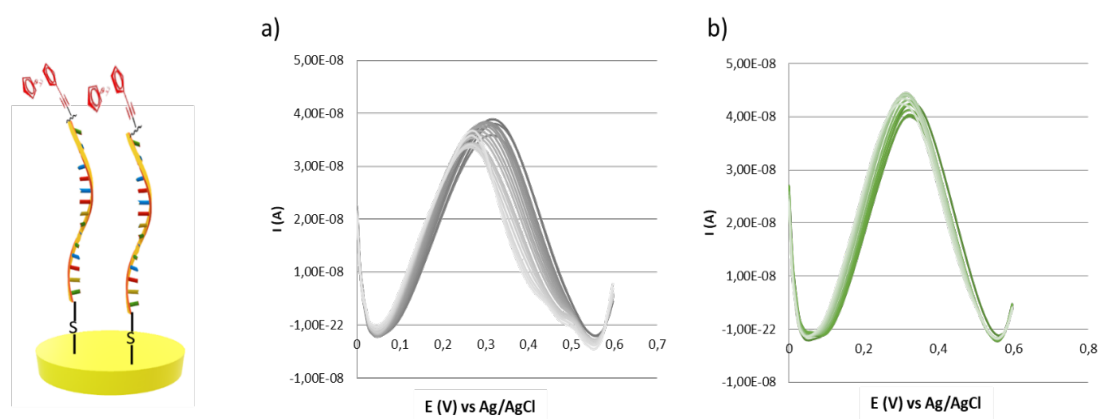 a)
5,00E-08
4,00E-08
3,00E-08
2,00E-08
1,00E-08
-1,00E-22
-1,00E-08
I (A)
0
0,1
0,2
0,3
0,4
0,5
0,6
0,7
E (V) vs Ag/AgCl
b)
5,00E-08
4,00E-08
3,00E-08
2,00E-08
1,00E-08
-1,00E-22
-1,00E-08
I (A)
0
0,2
0,4
0,6
0,8
E (V) vs Ag/AgCl
S
S